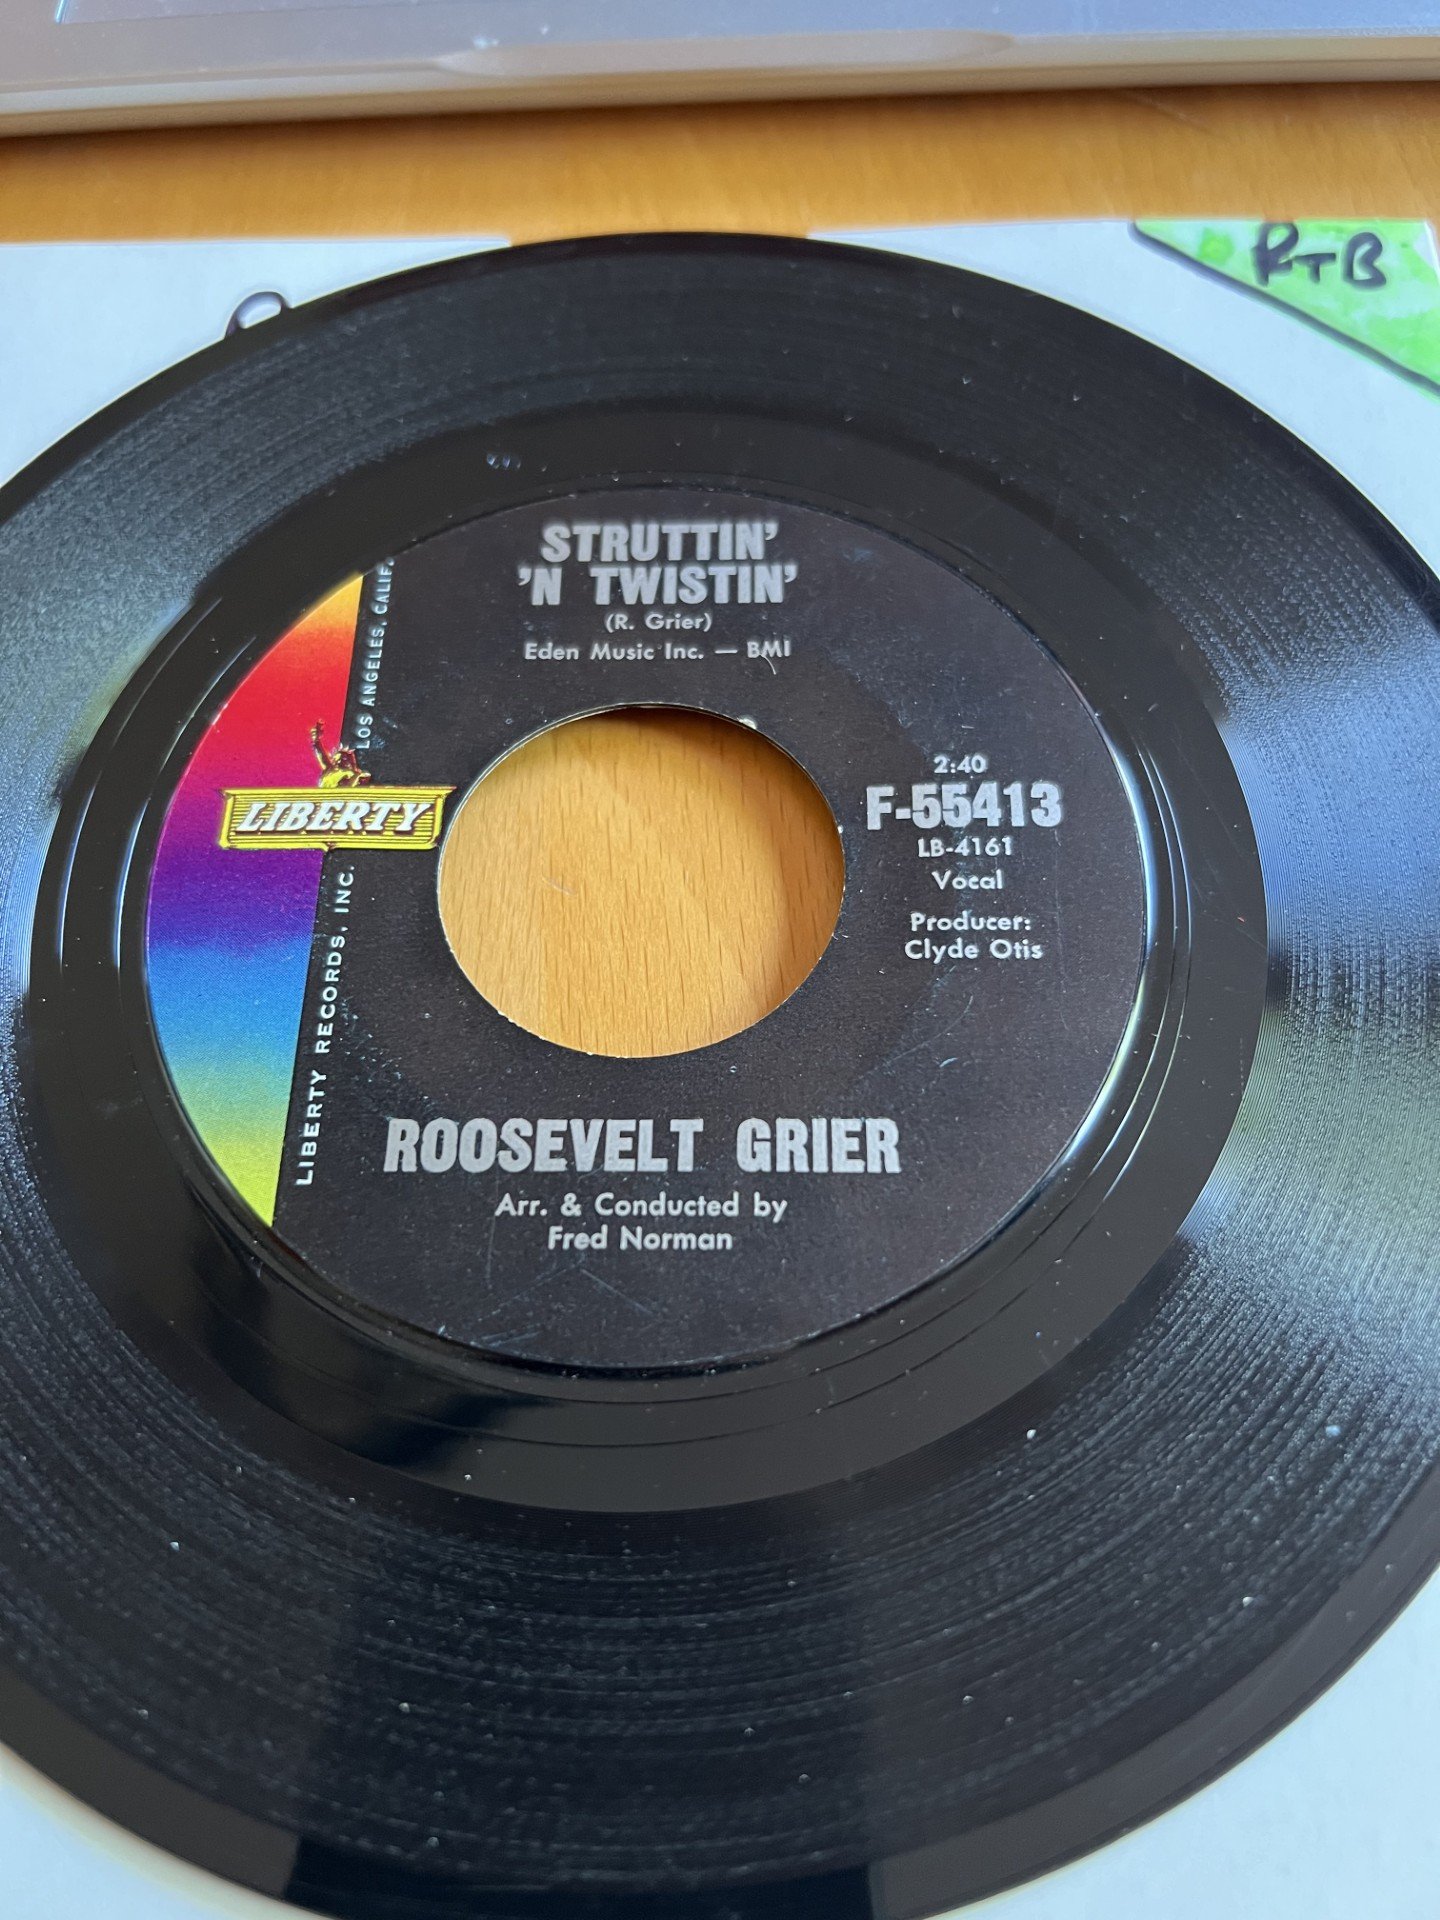 R+B
STRUTTIN'
'N TWISTIN'
(R. Grier)
Eden Music Inc. — BMI
LIBERTY
LIBERTY RECORDS, INC. LOS ANGELES, CALIF.
2:40
F-55413
LB-4161
Vocal
Producer:
Clyde Otis
ROOSEVELT GRIER
Arr. & Conducted by
Fred Norman